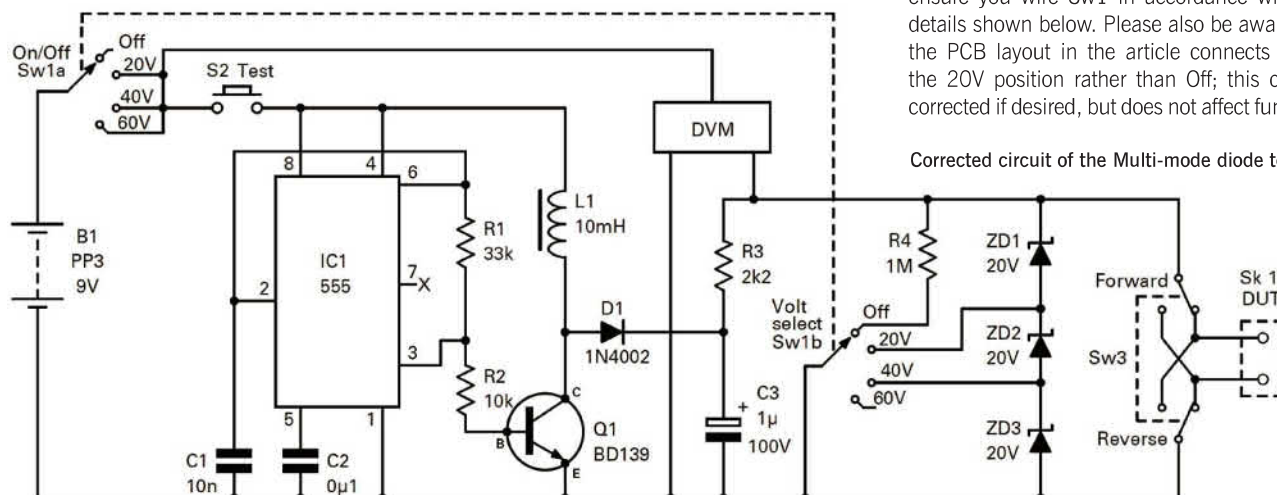 ensure you wire Sw1 in accordance
details shown below. Please also be
the PCB layout in the article connects
the 20V position rather than Off; this
corrected if desired, but does not affect
Corrected circuit of the Multi-mode diode
On/Off
Sw1a
Off
20V
40V
60V
S2 Test
DVM
B1
PP3
9V
8
4
6
IC1
555
7
X
2
3
5
1
R1
33k
R2
10k
L1
10mH
D1
1N4002
C
B
E
Q1
BD139
C1
10n
C2
0µ1
R3
2k2
+
C3
1µ
100V
Volt
select
Sw1b
Off
20V
40V
60V
R4
1M
ZD1
20V
ZD2
20V
ZD3
20V
Forward
Sw3
Reverse
Sk 1
DUT